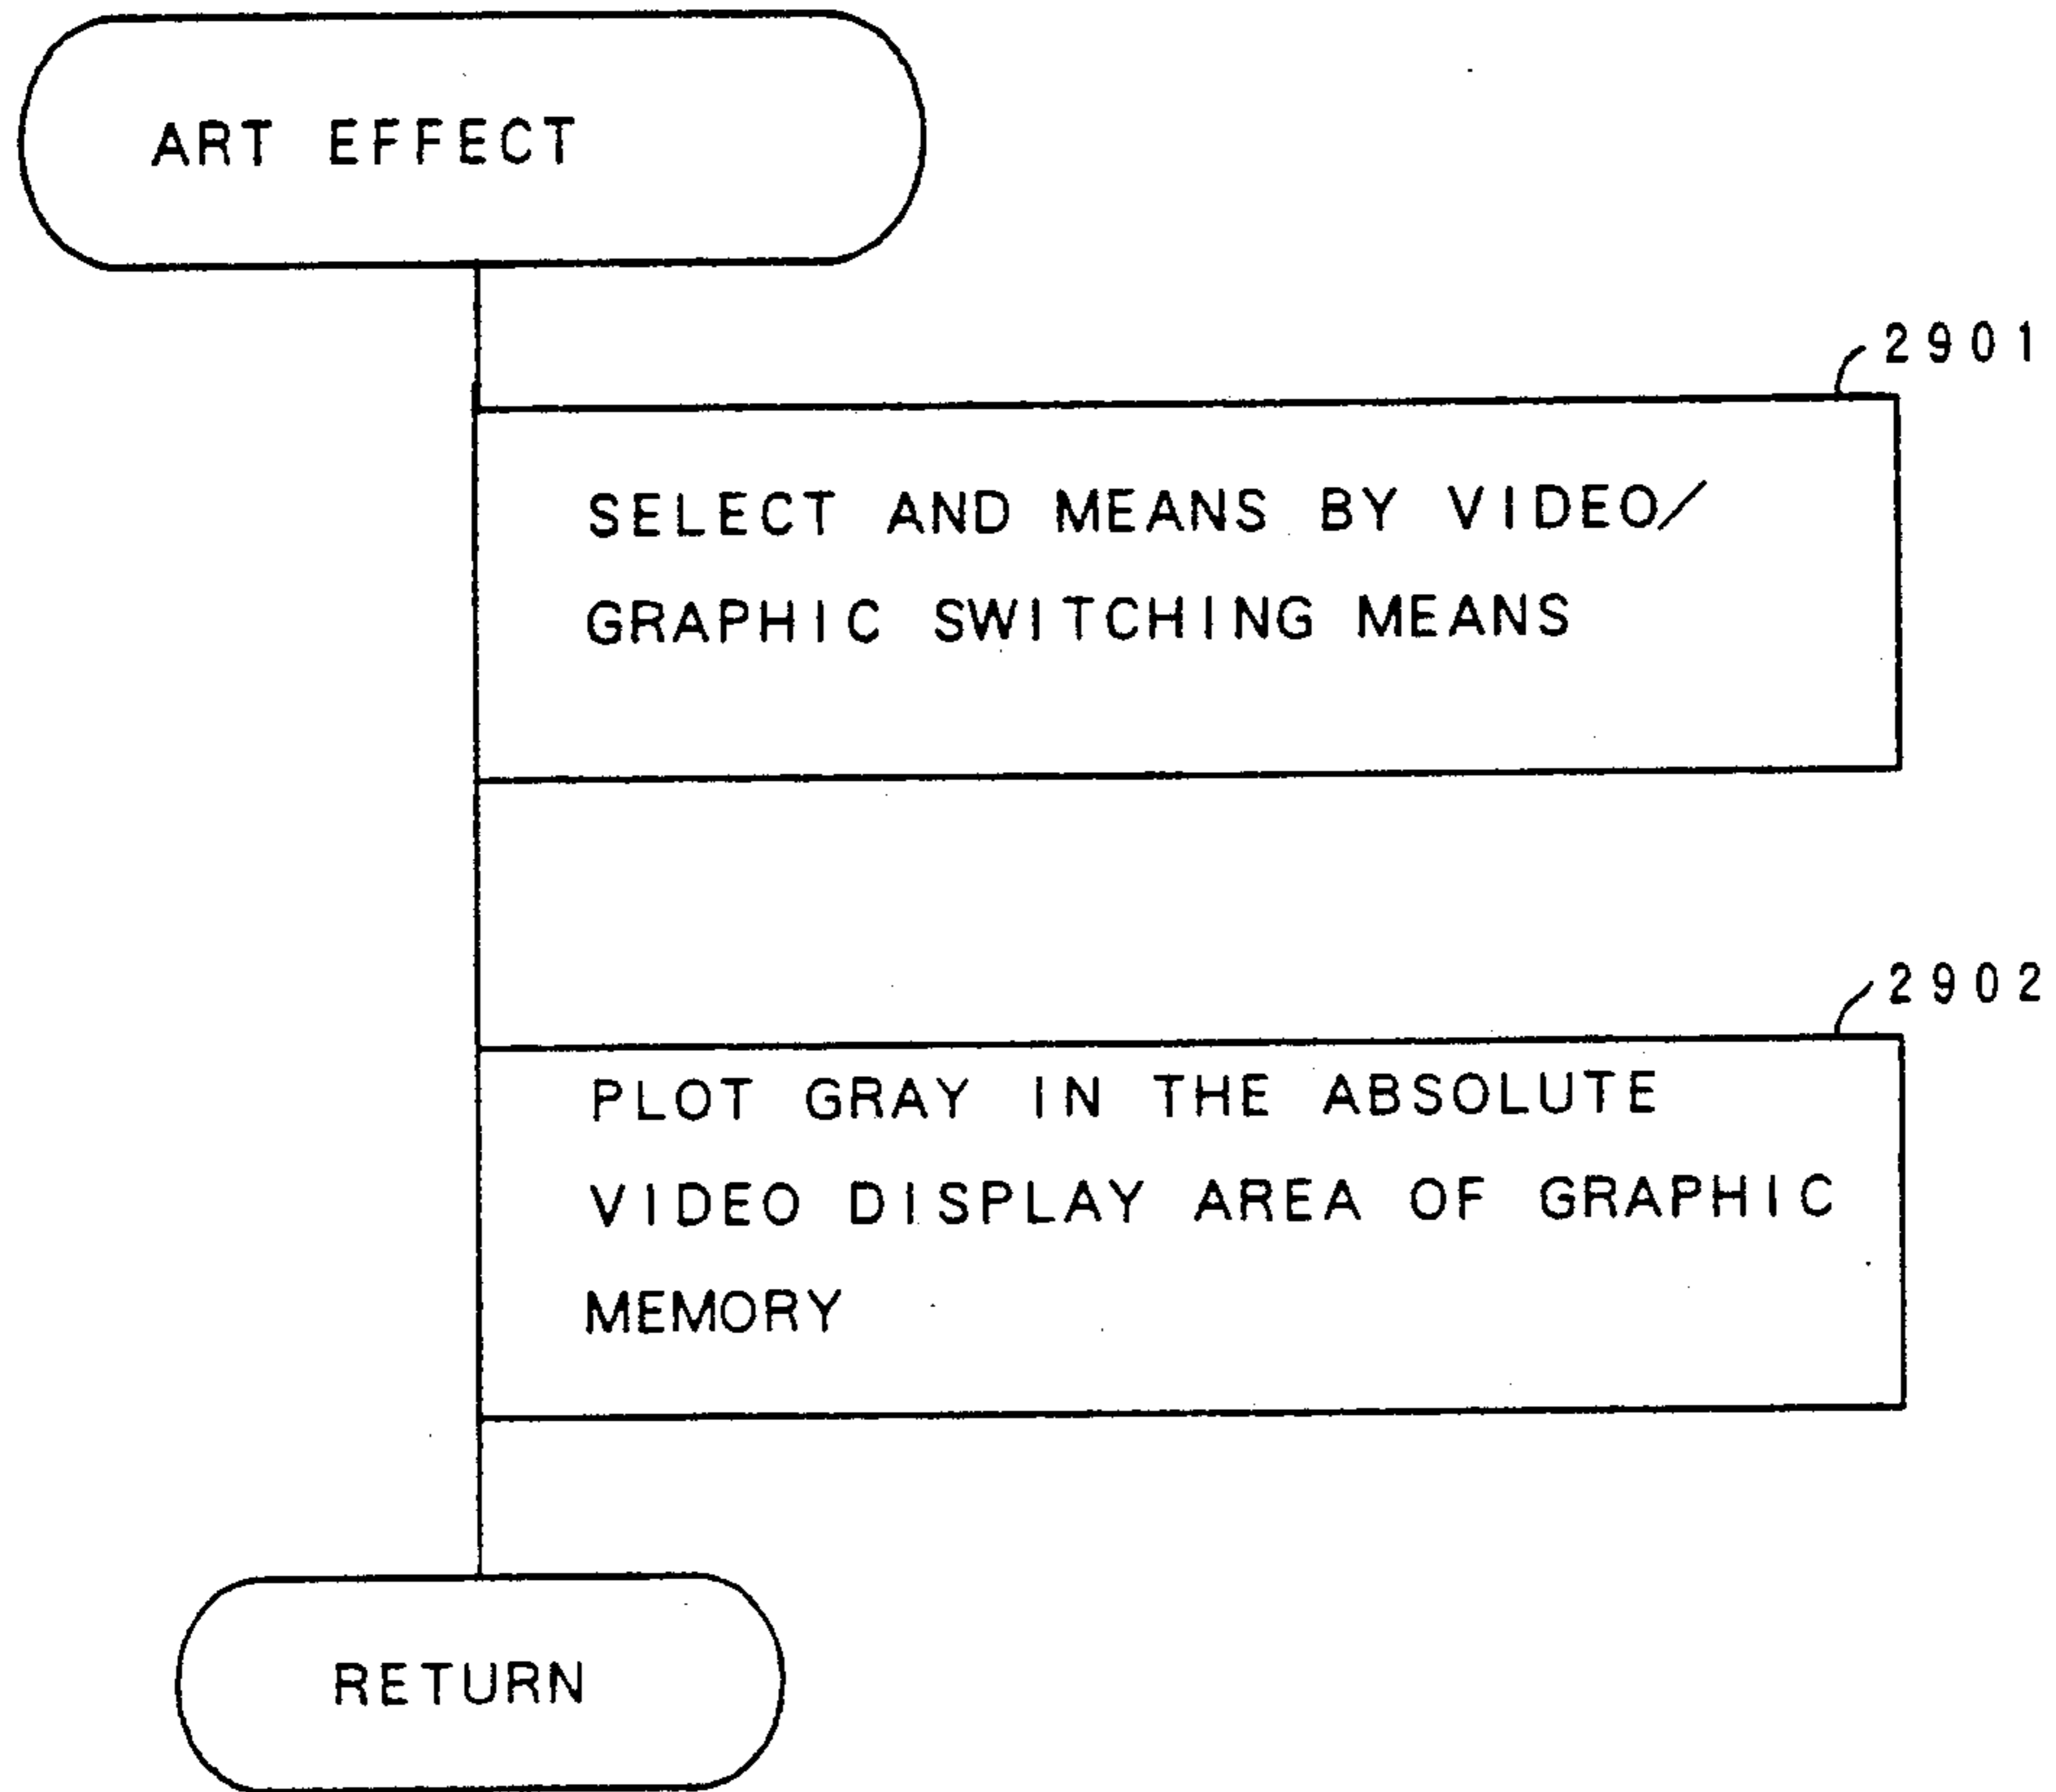 ART EFFECT
2901
SELECT AND MEANS BY VIDEO/
GRAPHIC SWITCHING MEANS
2902
PLOT GRAY IN THE ABSOLUTE
VIDEO DISPLAY AREA OF GRAPHIC
MEMORY
RETURN